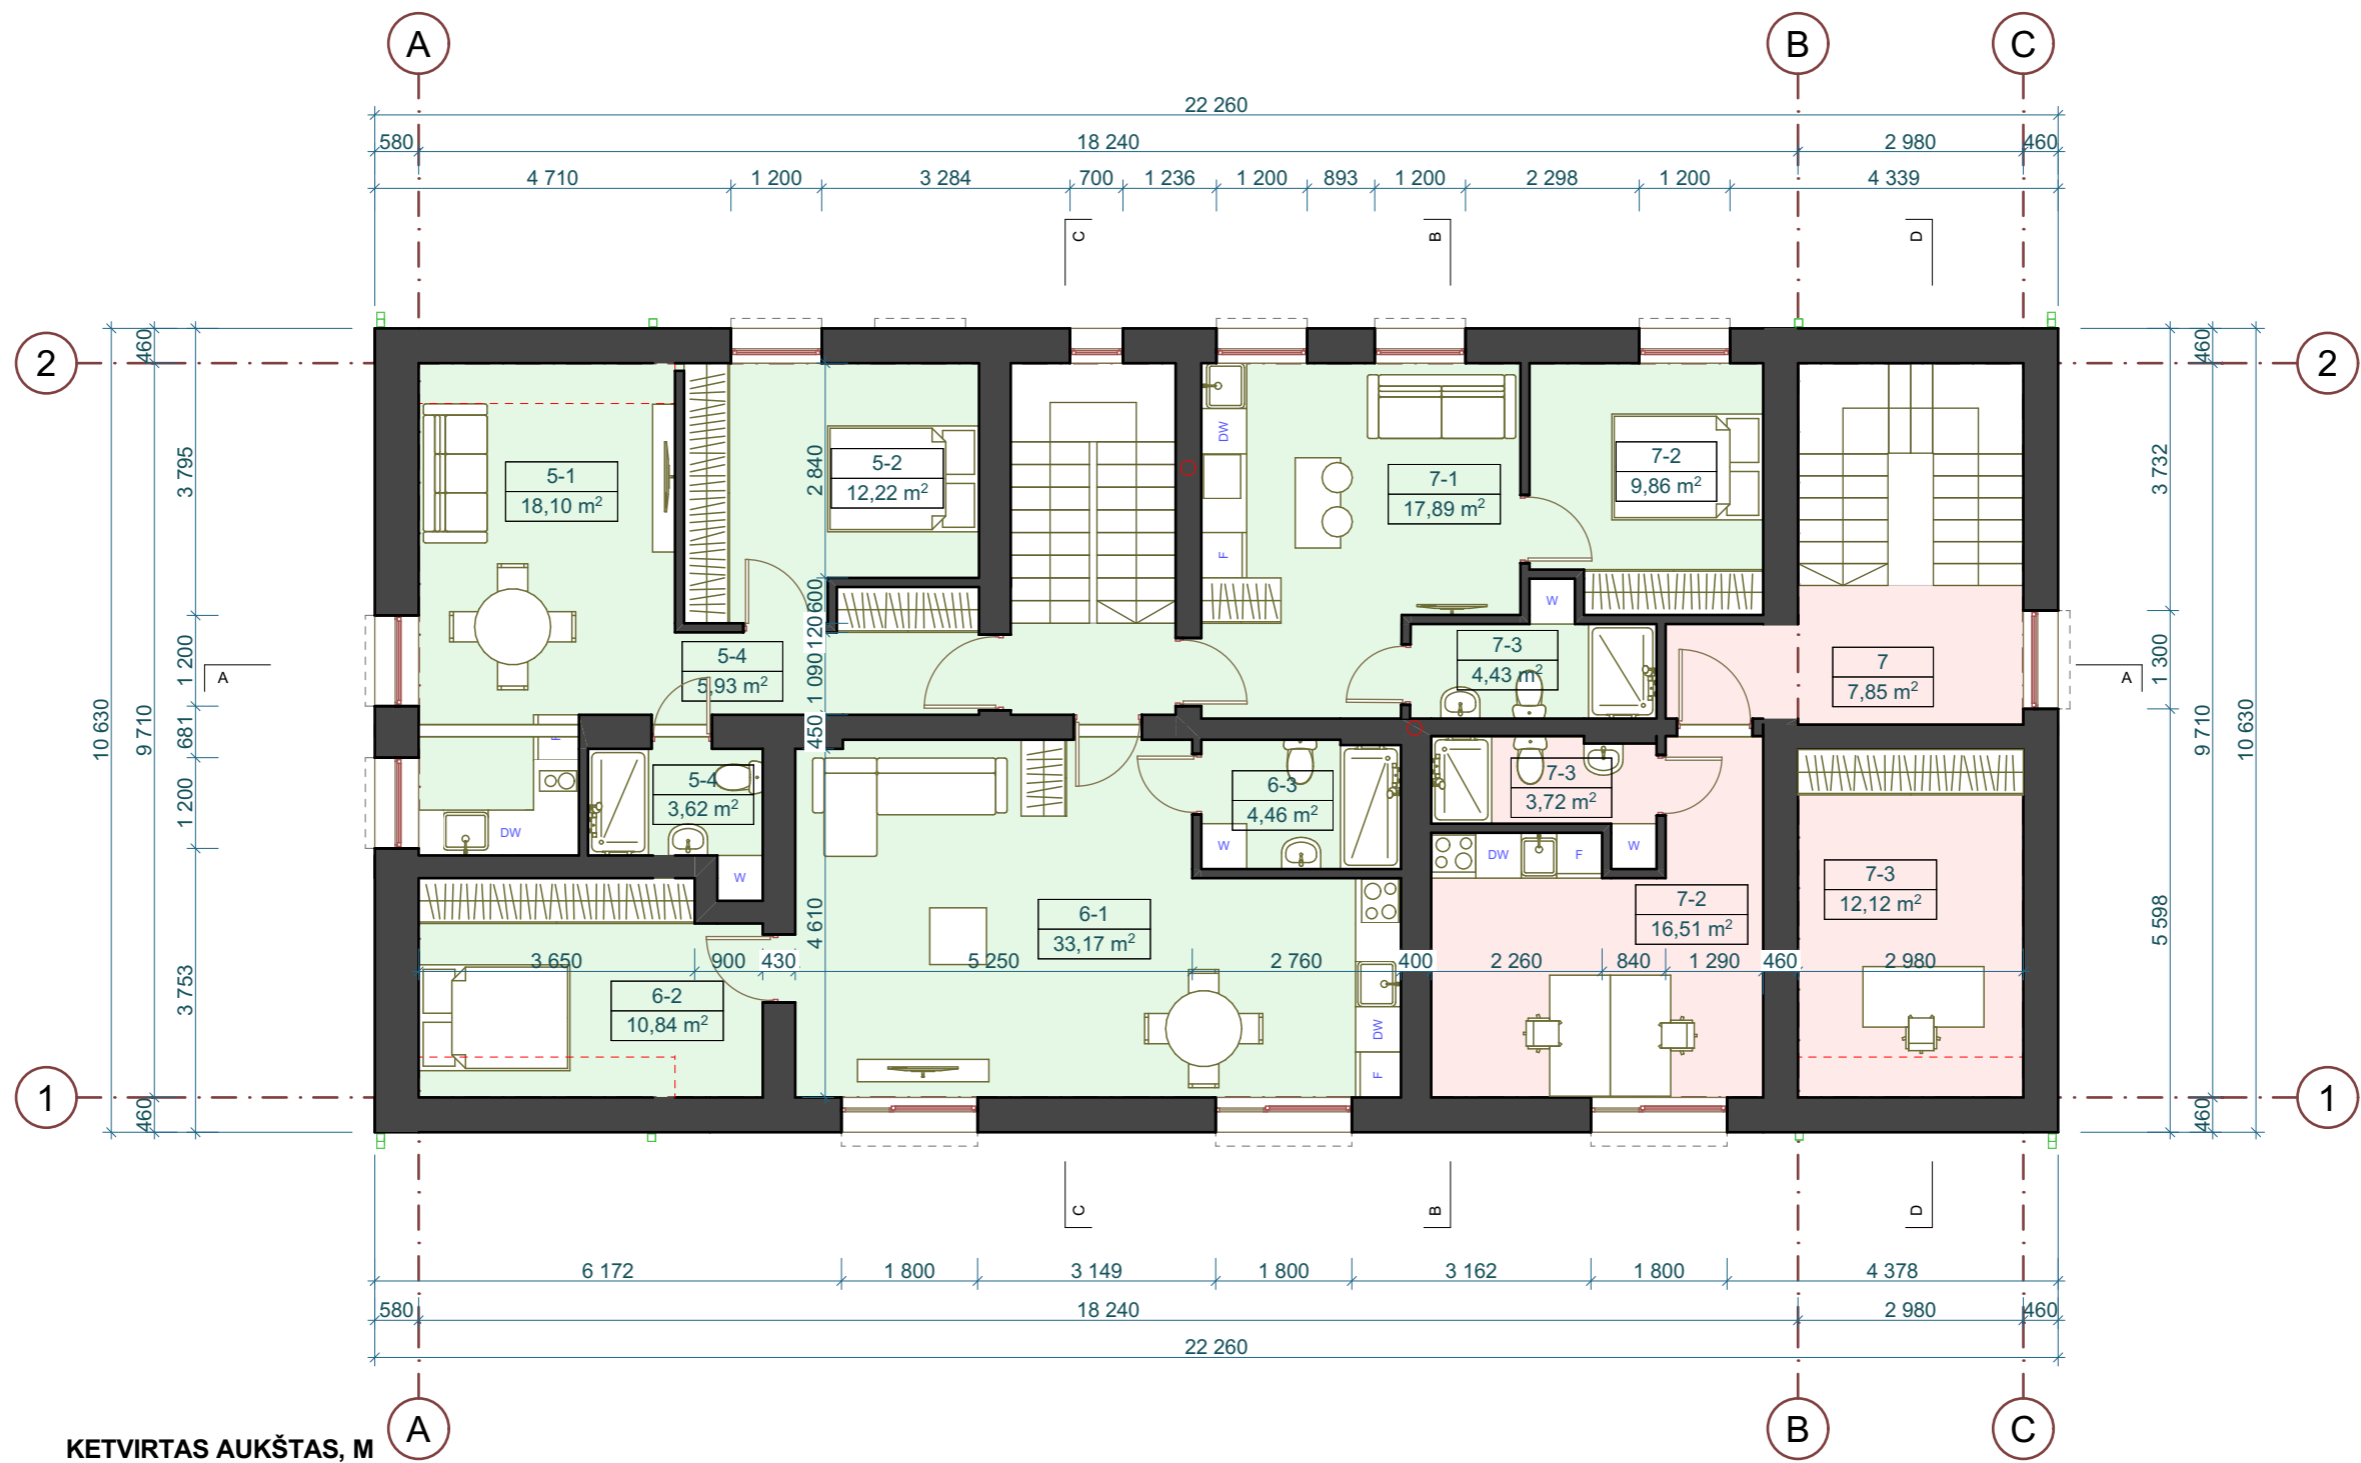 A B C
22 260
580 18 240 2 980 460
4 710 1 200 3 284 700 1 236 1 200 893 1 200 2 298 1 200 4 339
C B D
2 2
460 460
3 795 3 732
1 200 1 300
681
1 200
3 753 5 598
460 460
9 710 9 710
10 630 10 630
A A
5-1
18,10 m²
5-2
12,22 m²
2 840
600
120
1 090
450
4 610
7-1
17,89 m²
7-2
9,86 m²
DW
F
W
5-4
5,93 m²
7-3
4,43 m²
7
7,85 m²
F
DW
5-4
3,62 m²
W
6-3
4,46 m²
W
7-3
3,72 m²
DW F W
7-3
12,12 m²
6-1
33,17 m²
7-2
16,51 m²
3 650 900 430 5 250 2 760 400 2 260 840 1 290 460 2 980
6-2
10,84 m²
DW
F
1 1
C B D
6 172 1 800 3 149 1 800 3 162 1 800 4 378
580 18 240 2 980 460
22 260
A B C
KETVIRTAS AUKŠTAS, M